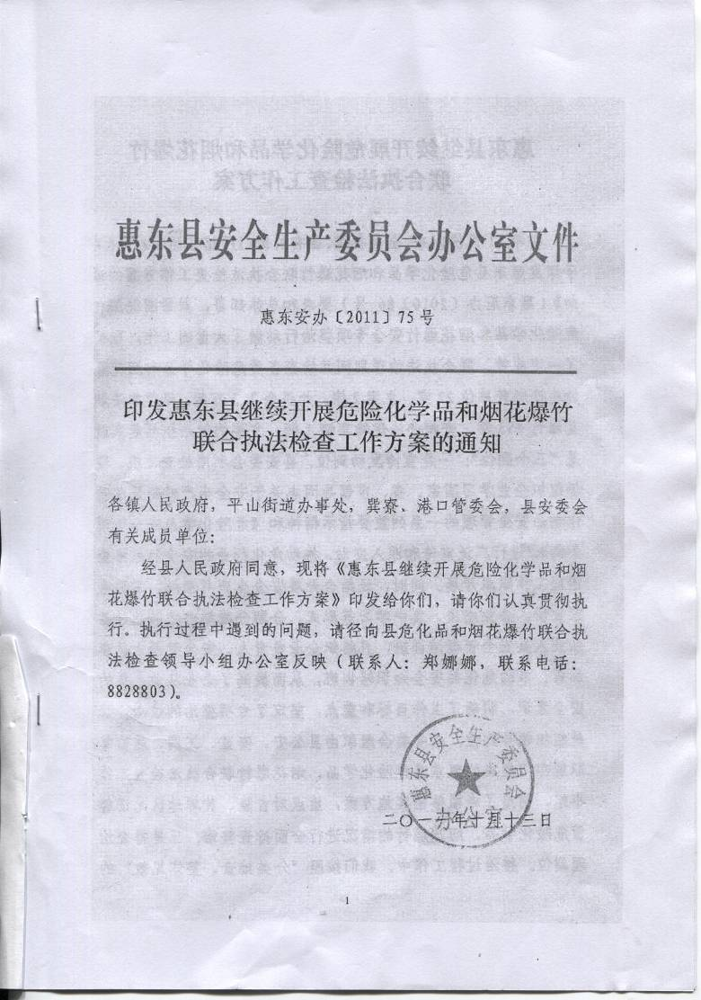 惠东县安全生产委员会办公室文件
惠东安办〔2011〕75号
印发惠东县继续开展危险化学品和烟花爆竹
联合执法检查工作方案的通知
各镇人民政府，平山街道办事处，巽寮、港口管委会，县安委会
有关成员单位：
经县人民政府同意，现将《惠东县继续开展危险化学品和烟
花爆竹联合执法检查工作方案》印发给你们，请你们认真贯彻执
行。执行过程中遇到的问题，请径向县危化品和烟花爆竹联合执
法检查领导小组办公室反映（联系人：郑娜娜，联系电话：
8828803）。
惠东县安全生产委员会
办公室
二〇一一年十月十三日
1